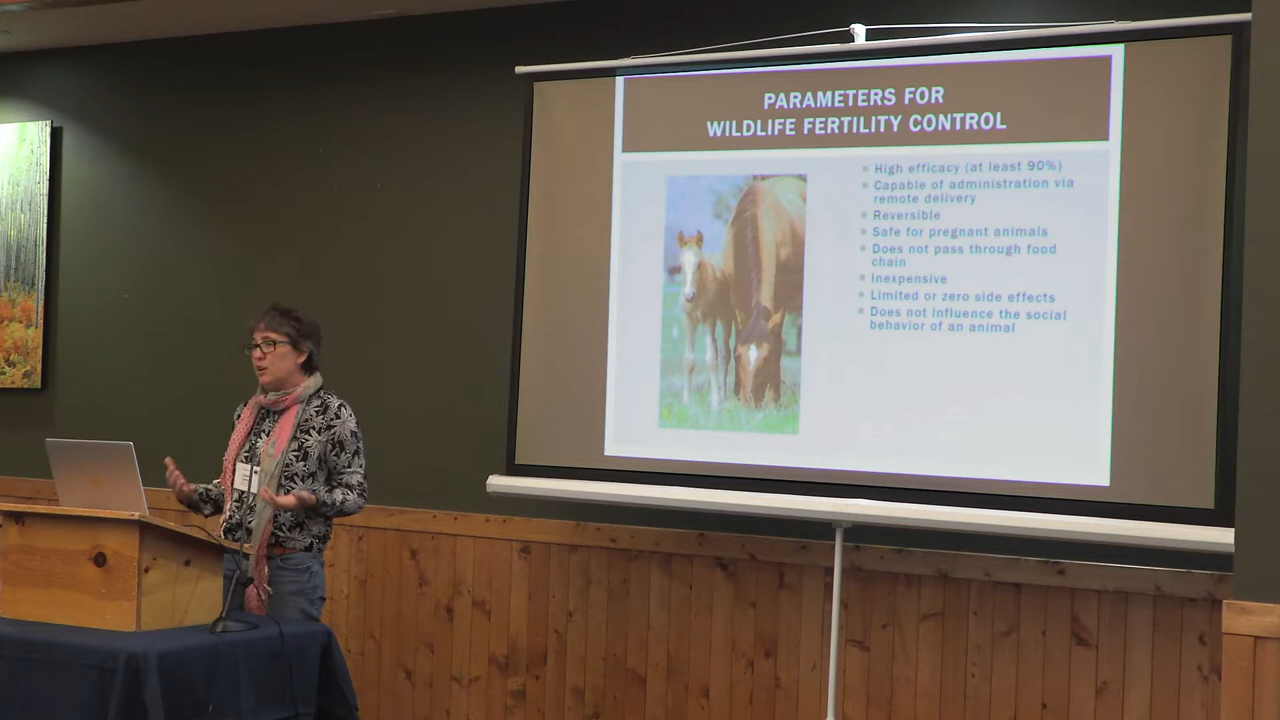 PARAMETERS FOR
WILDLIFE FERTILITY CONTROL
High efficacy (at least 90%)
Capable of administration via
remote delivery
Reversible
Safe for pregnant animals
Does not pass through food
chain
Inexpensive
Limited or zero side effects
Does not influence the social
behavior of an animal